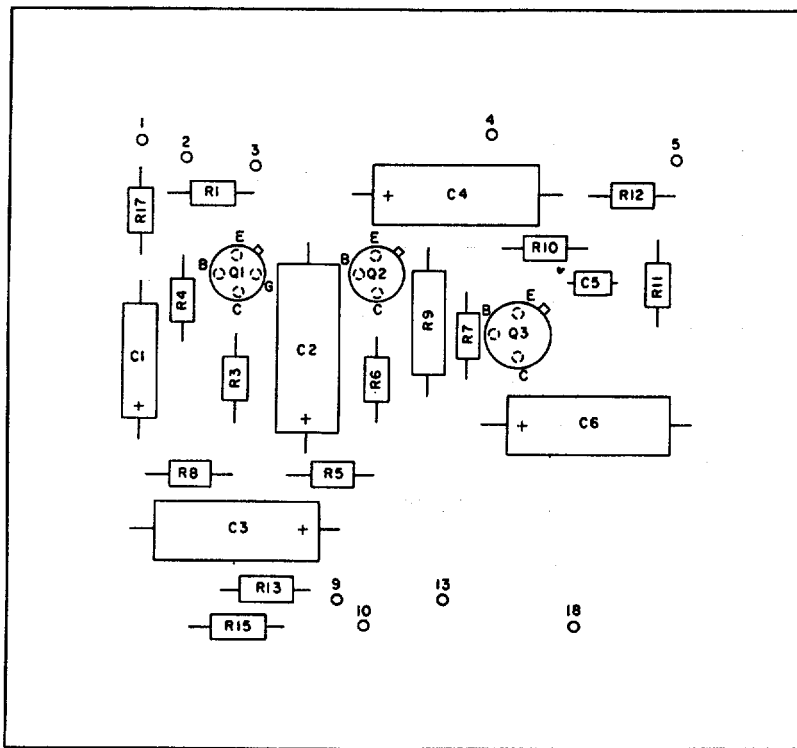 1
2
3
4
5
R17
R1
+ C4
R12
E
E
R10
B Q1 G
B Q2
C5
R11
R4
C
C
C1
+
R3
C2
+
R6
R9
R7
B E
Q3
C
+ C6
R8
R5
C3 +
R13
9
13
R15
10
18